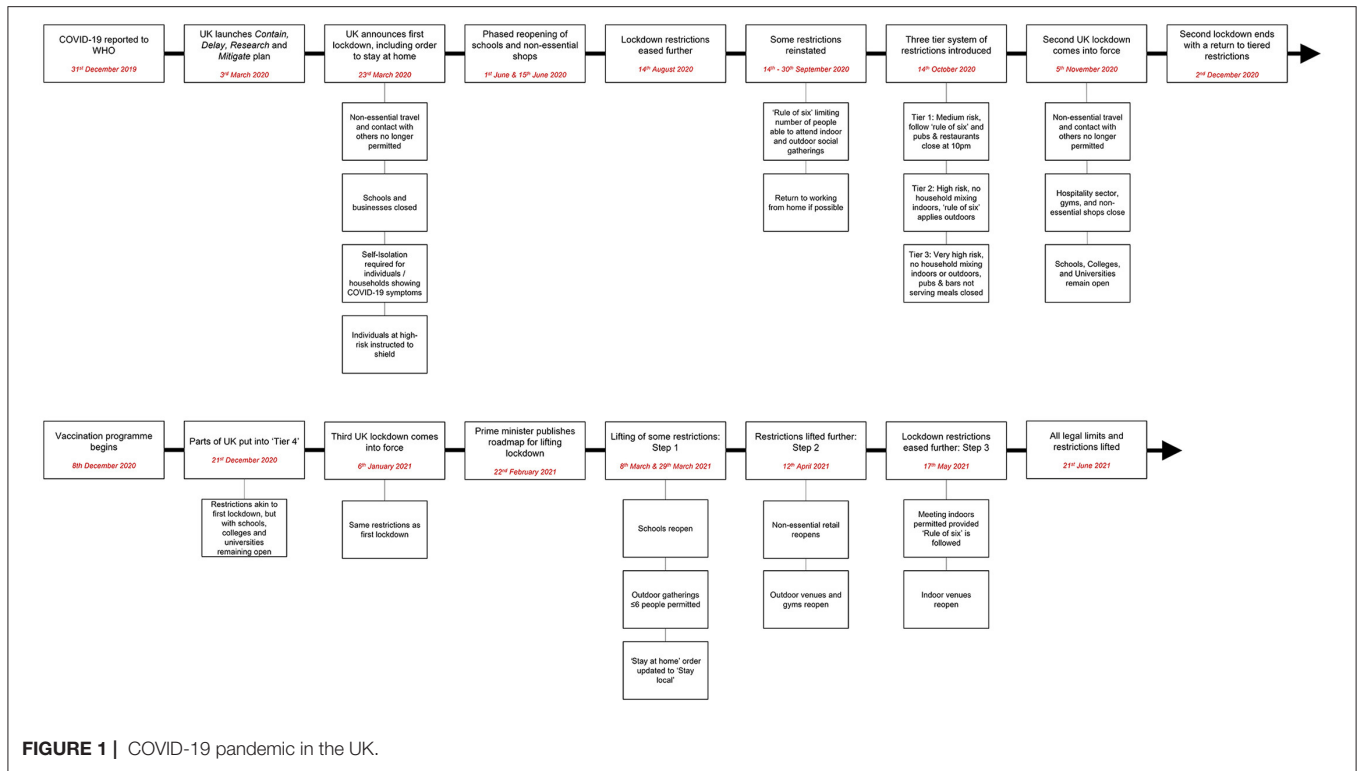 COVID-19 reported to
WHO
31st December 2019
UK launches Contain,
Delay, Research and
Mitigate plan
3rd March 2020
UK announces first
lockdown, including order
to stay at home
23rd March 2020
Phased reopening of
schools and non-essential
shops
1st June & 15th June 2020
Lockdown restrictions
eased further
14th August 2020
Some restrictions
reinstated
14th - 30th September 2020
Three tier system of
restrictions introduced
14th October 2020
Second UK lockdown
comes into force
5th November 2020
Second lockdown ends
with a return to tiered
restrictions
2nd December 2020
Non-essential travel
and contact with
others no longer
permitted
Schools and
businesses closed
Self-Isolation
required for
individuals /
households showing
COVID-19 symptoms
Individuals at high-
risk instructed to
shield
'Rule of six' limiting
number of people
able to attend indoor
and outdoor social
gatherings
Return to working
from home if possible
Tier 1: Medium risk,
follow 'rule of six' and
pubs & restaurants
close at 10pm
Tier 2: High risk, no
household mixing
indoors, 'rule of six'
applies outdoors
Tier 3: Very high risk,
no household mixing
indoors or outdoors,
pubs & bars not
serving meals closed
Non-essential travel
and contact with
others no longer
permitted
Hospitality sector,
gyms, and non-
essential shops close
Schools, Colleges,
and Universities
remain open
Vaccination programme
begins
8th December 2020
Parts of UK put into 'Tier 4'
21st December 2020
Third UK lockdown comes
into force
6th January 2021
Prime minister publishes
roadmap for lifting
lockdown
22nd February 2021
Lifting of some restrictions:
Step 1
8th March & 29th March 2021
Restrictions lifted further:
Step 2
12th April 2021
Lockdown restrictions
eased further: Step 3
17th May 2021
All legal limits and
restrictions lifted
21st June 2021
Restrictions akin to
first lockdown, but
with schools,
colleges and
universities
remaining open
Same restrictions as
first lockdown
Schools reopen
Outdoor gatherings
≤6 people permitted
'Stay at home' order
updated to 'Stay
local'
Non-essential retail
reopens
Outdoor venues and
gyms reopen
Meeting indoors
permitted provided
'Rule of six' is
followed
Indoor venues
reopen
FIGURE 1 | COVID-19 pandemic in the UK.